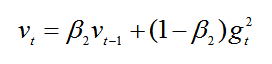 v_t = β_2 v_{t-1} + (1 - β_2) g_t^2